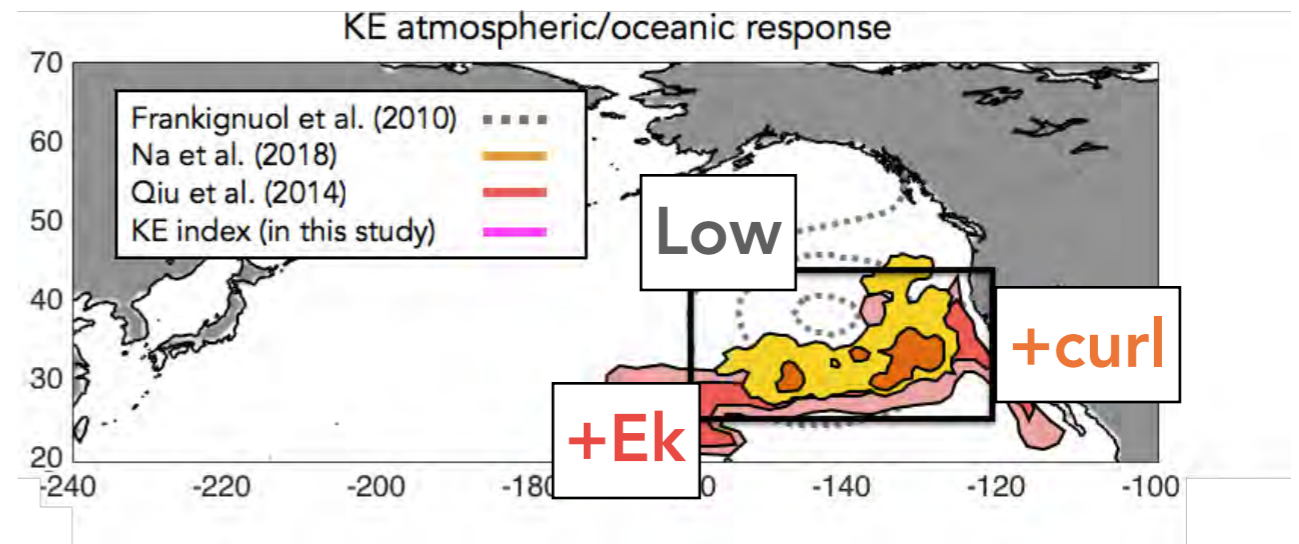 KE atmospheric/oceanic response
70
60
50
40
30
20
Frankignuol et al. (2010)
Na et al. (2018)
Qiu et al. (2014)
KE index (in this study)
Low
+curl
+Ek
-240
-220
-200
-140
-120
-100